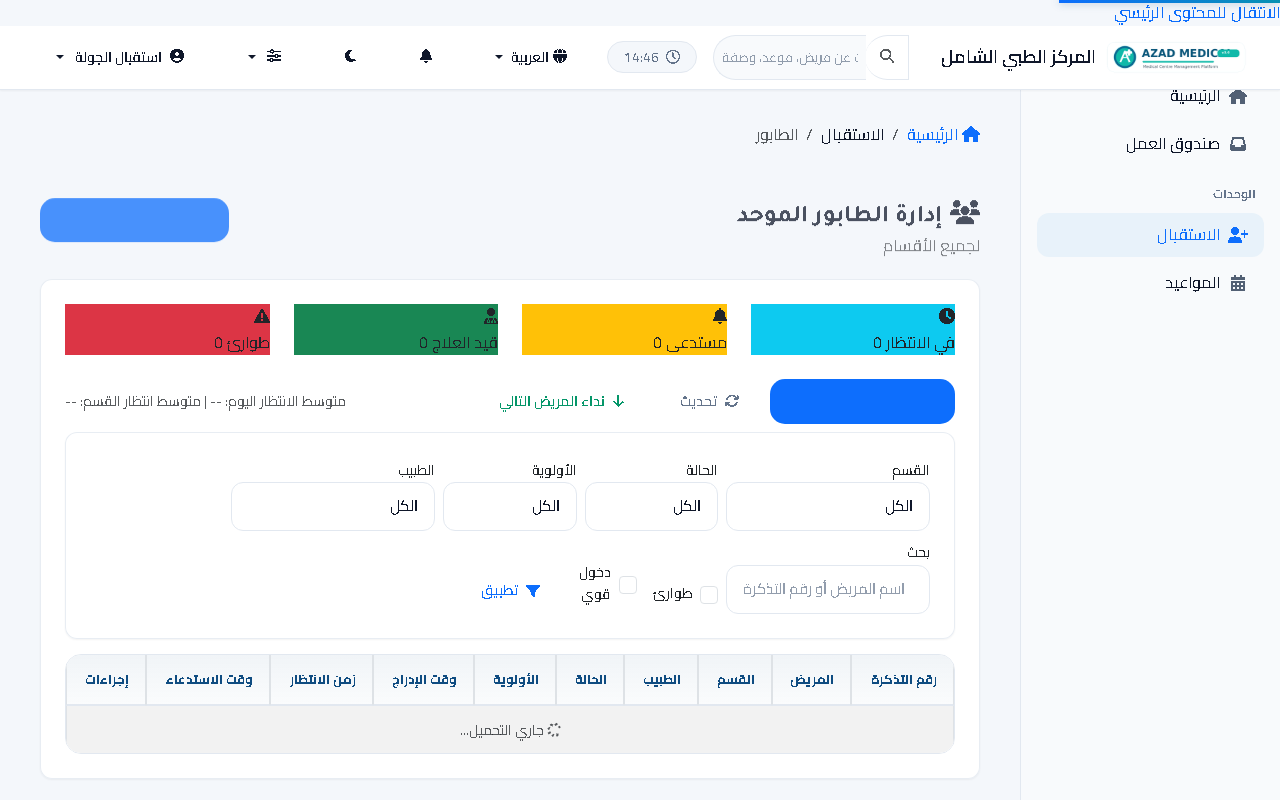 الانتقال للمحتوى الرئيسي
AZAD MEDIC
Medical Centre Management Platform
المركز الطبي الشامل
14:46
العربية
استقبال الجولة
الرئيسية
صندوق العمل
الوحدات
الاستقبال
المواعيد
الرئيسية / الاستقبال / الطابور
إدارة الطابور الموحد
لجميع الأقسام
في الانتظار 0
مستدعى 0
قيد العلاج 0
طوارئ 0
تحديث
نداء المريض التالي
متوسط الانتظار اليوم: -- | متوسط انتظار القسم: --
القسم
الحالة
الأولوية
الطبيب
الكل
الكل
الكل
الكل
بحث
اسم المريض أو رقم التذكرة
طوارئ
دخول
قوي
تطبيق
رقم التذكرة
المريض
القسم
الطبيب
الحالة
الأولوية
وقت الإدراج
زمن الانتظار
وقت الاستدعاء
إجراءات
جاري التحميل...